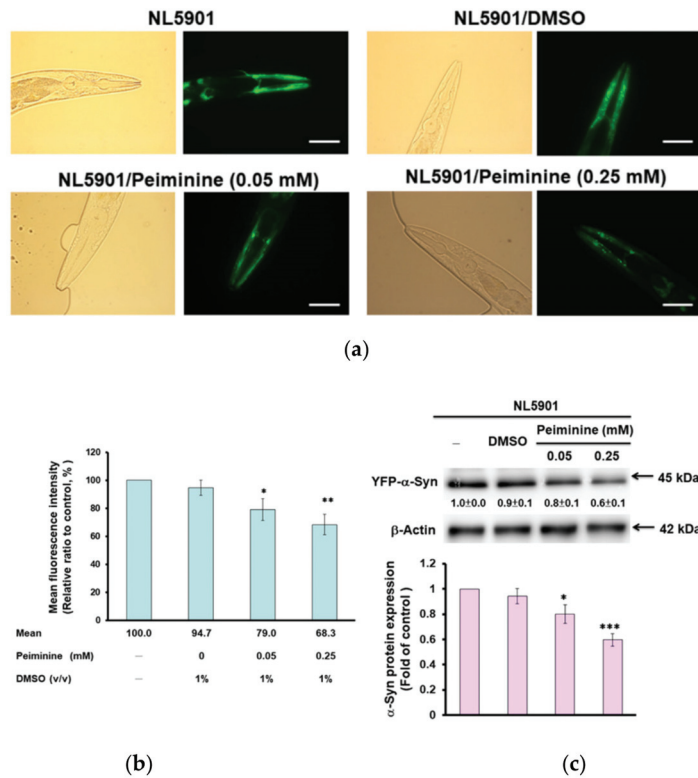 NL5901
NL5901/DMSO
NL5901/Peiminine (0.05 mM)
NL5901/Peiminine (0.25 mM)
(a)
Mean fluorescence intensity
(Relative ratio to control, %)
120
100
80
60
40
20
0
*
**
Mean 100.0 94.7 79.0 68.3
Peiminine (mM) — 0 0.05 0.25
DMSO (v/v) — 1% 1% 1%
(b)
NL5901
– DMSO Peiminine (mM)
0.05 0.25
YFP-α-Syn 45 kDa
1.0±0.0 0.9±0.1 0.8±0.1 0.6±0.1
β-Actin 42 kDa
α-Syn protein expression
(Fold of control)
1.2
1
0.8
0.6
0.4
0.2
0
*
***
(c)